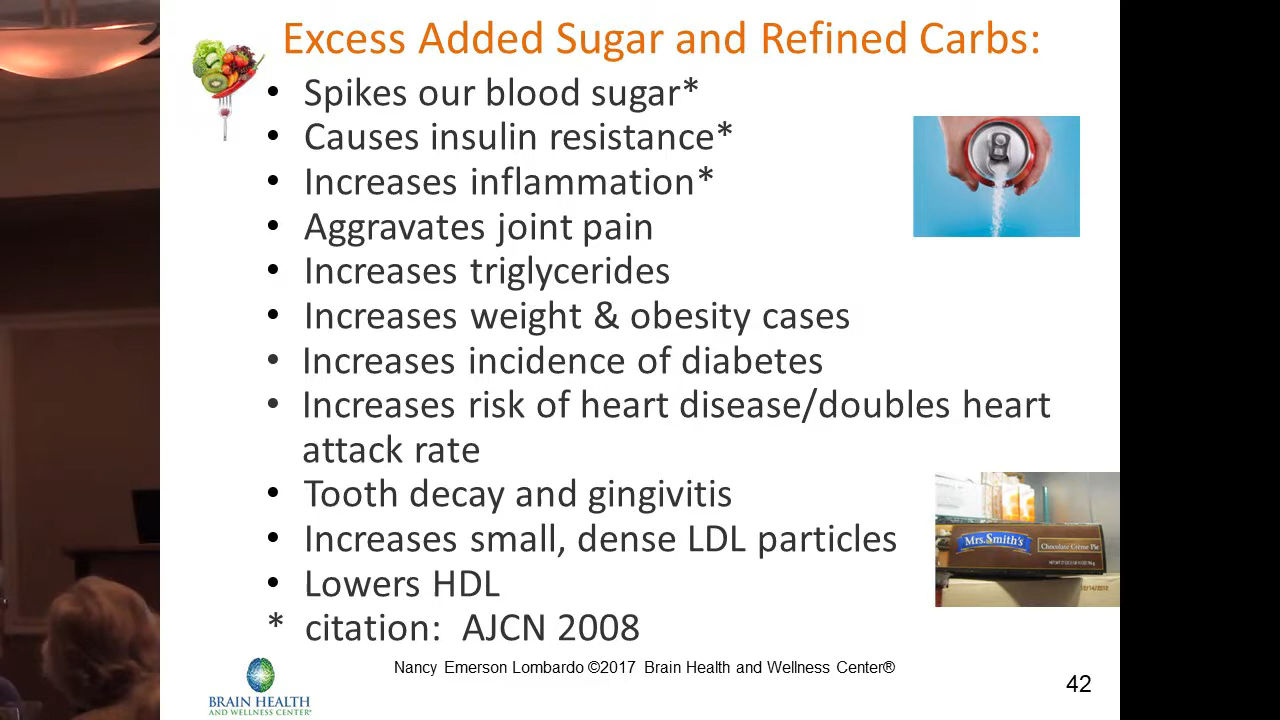 Excess Added Sugar and Refined Carbs:
• Spikes our blood sugar*
• Causes insulin resistance*
• Increases inflammation*
• Aggravates joint pain
• Increases triglycerides
• Increases weight & obesity cases
• Increases incidence of diabetes
• Increases risk of heart disease/doubles heart
attack rate
• Tooth decay and gingivitis
• Increases small, dense LDL particles
• Lowers HDL
* citation: AJCN 2008
Mrs. Smith's
Chocolate Crème Pie
Nancy Emerson Lombardo ©2017 Brain Health and Wellness Center®
BRAIN HEALTH
AND WELLNESS CENTER®
42